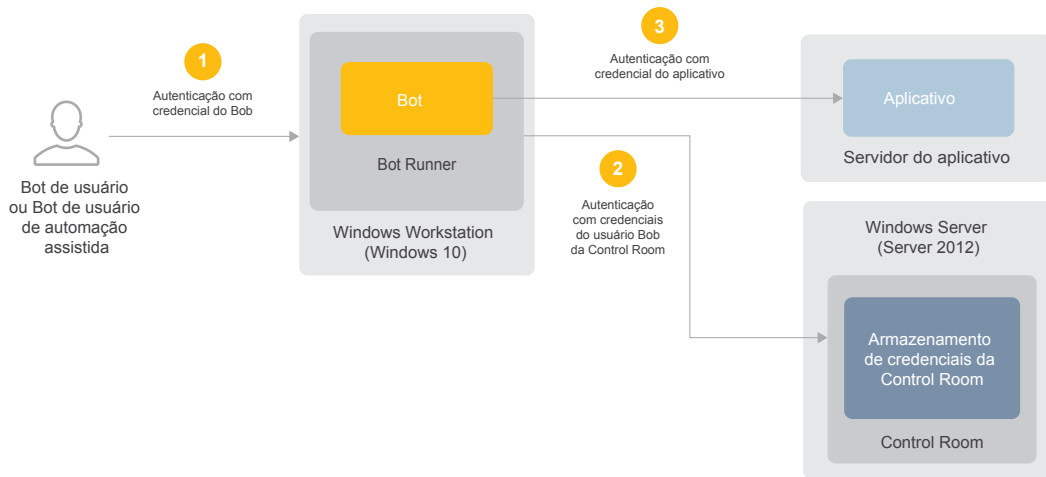 1
Autenticação com
credencial do Bob
Bot de usuário
ou Bot de usuário
de automação
assistida
Bot
Bot Runner
Windows Workstation
(Windows 10)
3
Autenticação com
credencial do aplicativo
2
Autenticação
com credenciais
do usuário Bob
da Control Room
Aplicativo
Servidor do aplicativo
Windows Server
(Server 2012)
Armazenamento
de credenciais da
Control Room
Control Room